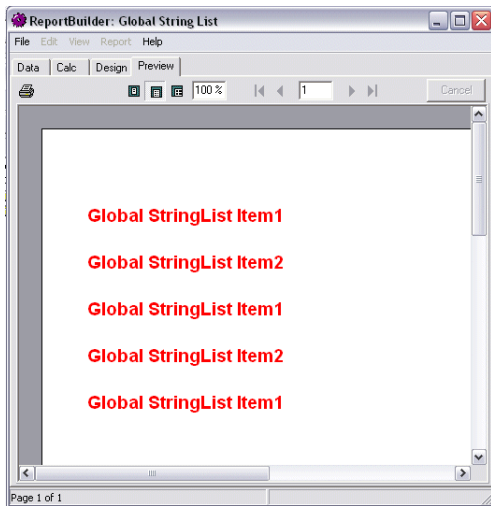 ReportBuilder: Global String List
File Edit View Report Help
Data Calc Design Preview
100 % 1 Cancel
Global StringList Item1
Global StringList Item2
Global StringList Item1
Global StringList Item2
Global StringList Item1
Page 1 of 1